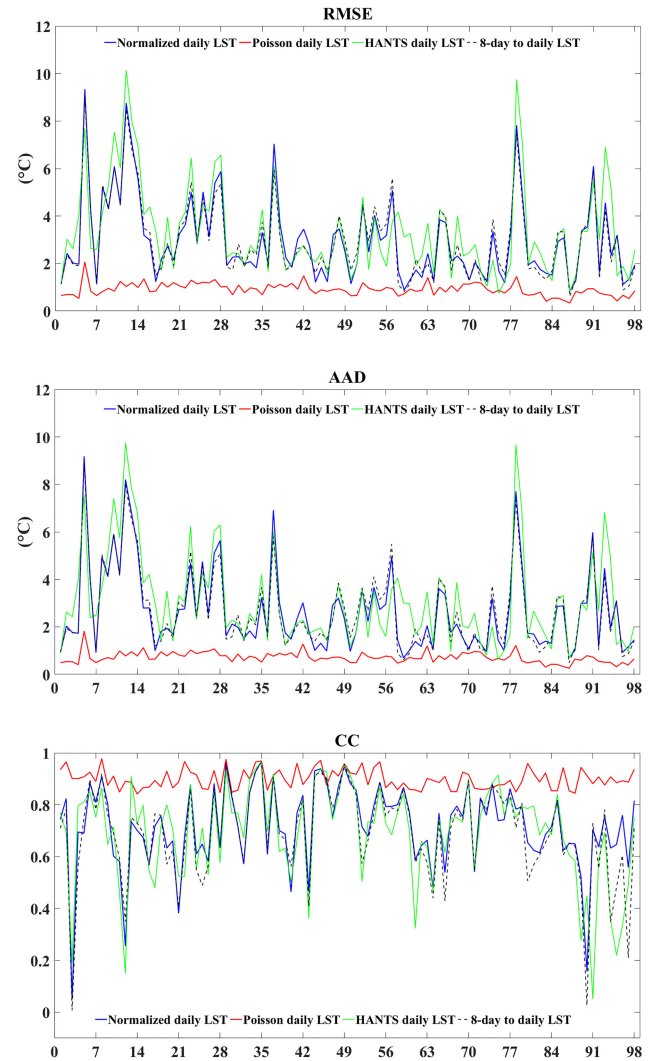 RMSE
Normalized daily LST Poisson daily LST HANTS daily LST 8-day to daily LST
12
10
8
6
4
2
0
(°C)
0 7 14 21 28 35 42 49 56 63 70 77 84 91 98
AAD
Normalized daily LST Poisson daily LST HANTS daily LST 8-day to daily LST
12
10
8
6
4
2
0
(°C)
0 7 14 21 28 35 42 49 56 63 70 77 84 91 98
CC
1
0.8
0.6
0.4
0.2
0
Normalized daily LST Poisson daily LST HANTS daily LST 8-day to daily LST
0 7 14 21 28 35 42 49 56 63 70 77 84 91 98